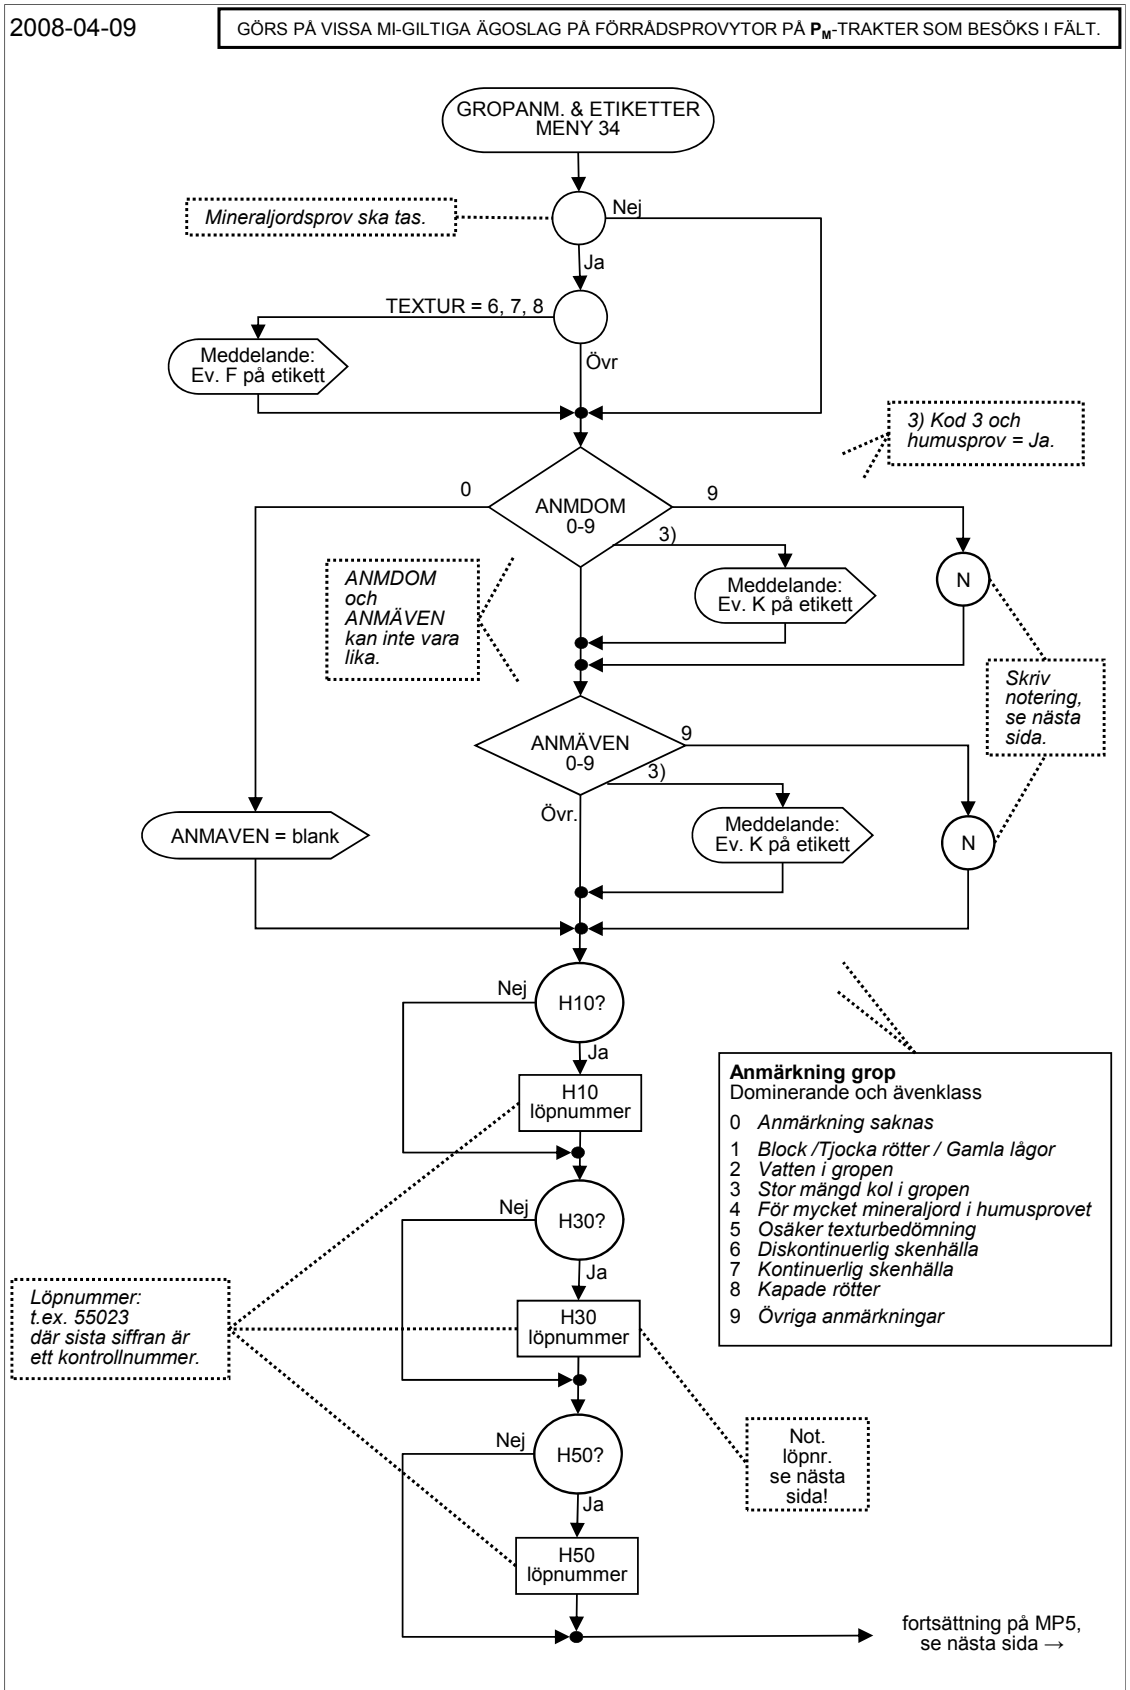 2008-04-09
GÖRS PÅ VISSA MI-GILTIGA ÄGOSLAG PÅ FÖRRÅDSPROVYTOR PÅ PM-TRAKTER SOM BESÖKS I FÄLT.
GROPANM. & ETIKETTER
MENY 34
Mineraljordsprov ska tas.
Nej
Ja
TEXTUR = 6, 7, 8
Meddelande:
Ev. F på etikett
Övr
3) Kod 3 och
humusprov = Ja.
0
ANMDOM
0-9
9
3)
ANMDOM
och
ANMÄVEN
kan inte vara
lika.
Meddelande:
Ev. K på etikett
N
Skriv
notering,
se nästa
sida.
ANMÄVEN
0-9
9
3)
Övr.
ANMAVEN = blank
Meddelande:
Ev. K på etikett
N
Nej
H10?
Ja
H10
löpnummer
Anmärkning grop
Dominerande och ävenklass
0 Anmärkning saknas
1 Block /Tjocka rötter / Gamla lågor
2 Vatten i gropen
3 Stor mängd kol i gropen
4 För mycket mineraljord i humusprovet
5 Osäker texturbedömning
6 Diskontinuerlig skenhälla
7 Kontinuerlig skenhälla
8 Kapade rötter
9 Övriga anmärkningar
Nej
H30?
Ja
H30
löpnummer
Löpnummer:
t.ex. 55023
där sista siffran är
ett kontrollnummer.
Not.
löpnr.
se nästa
sida!
Nej
H50?
Ja
H50
löpnummer
fortsättning på MP5,
se nästa sida →